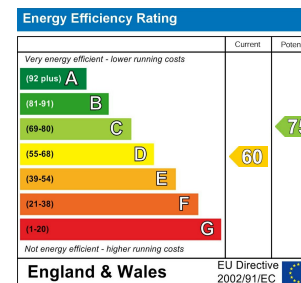 Energy Efficiency Rating
Current
Very energy efficient - lower running costs
(92 plus) A
(81-91) B
(69-80) C
(55-68) D
60
(39-54) E
(21-38) F
(1-20) G
Not energy efficient - higher running costs
England & Wales
EU Directive
2002/91/EC